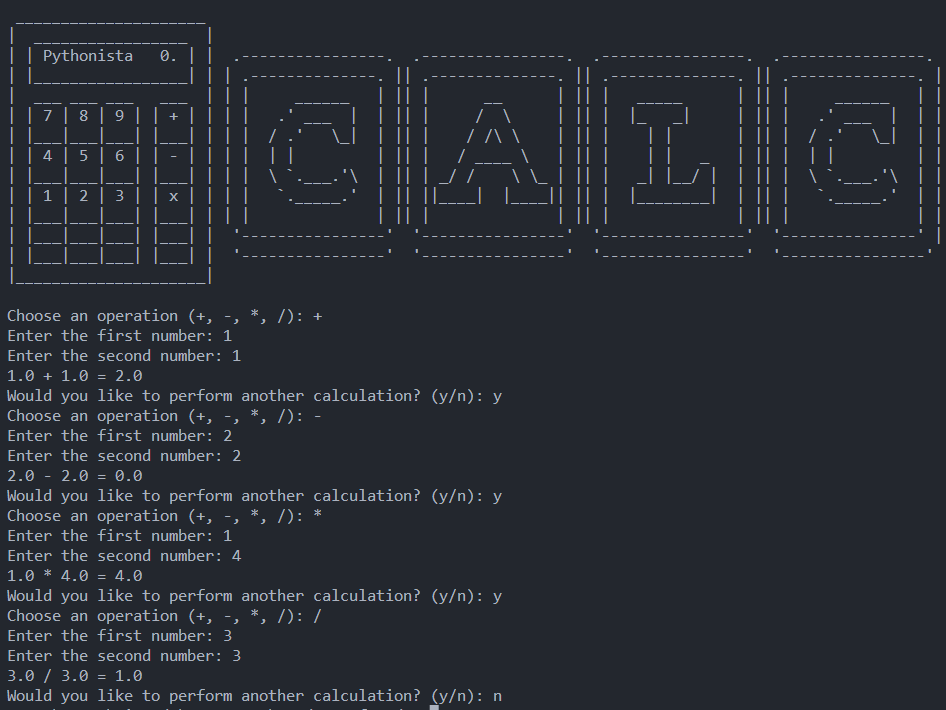 Pythonista 0.
7 8 9 +
4 5 6 -
1 2 3 x
CALC
Choose an operation (+, -, *, /): +
Enter the first number: 1
Enter the second number: 1
1.0 + 1.0 = 2.0
Would you like to perform another calculation? (y/n): y
Choose an operation (+, -, *, /): -
Enter the first number: 2
Enter the second number: 2
2.0 - 2.0 = 0.0
Would you like to perform another calculation? (y/n): y
Choose an operation (+, -, *, /): *
Enter the first number: 1
Enter the second number: 4
1.0 * 4.0 = 4.0
Would you like to perform another calculation? (y/n): y
Choose an operation (+, -, *, /): /
Enter the first number: 3
Enter the second number: 3
3.0 / 3.0 = 1.0
Would you like to perform another calculation? (y/n): n